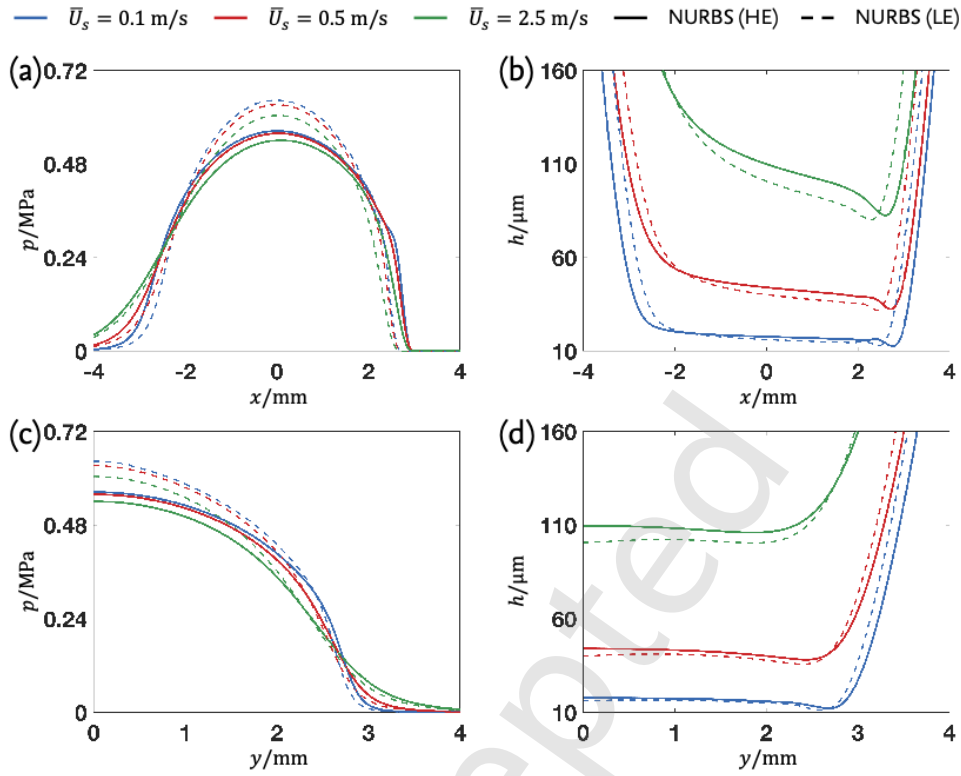 Ū_s = 0.1 m/s Ū_s = 0.5 m/s Ū_s = 2.5 m/s NURBS (HE) NURBS (LE)
(a)
0.72
0.48
0.24
0
p/MPa
-4 -2 0 2 4
x/mm
(b)
160
110
60
10
h/μm
-4 -2 0 2 4
x/mm
(c)
0.72
0.48
0.24
0
p/MPa
0 1 2 3 4
y/mm
(d)
160
110
60
10
h/μm
0 1 2 3 4
y/mm
epted